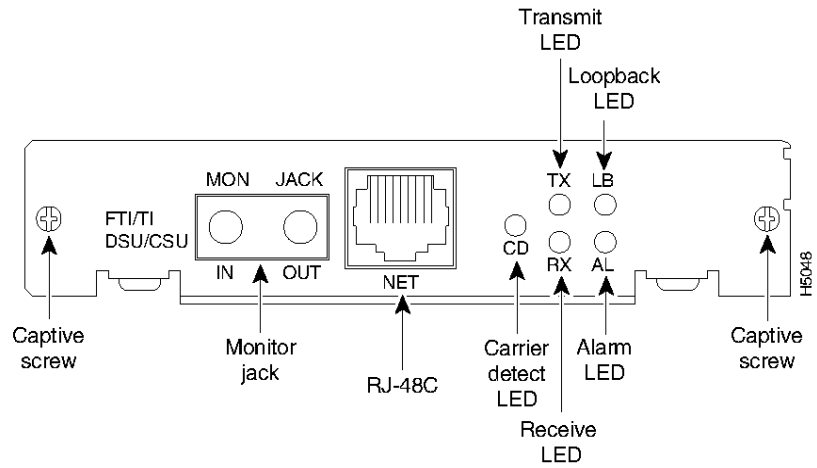 Transmit
LED
Loopback
LED
MON JACK
TX LB
FTI/TI
DSU/CSU
CD
IN OUT
RX AL
NET
H5048
Captive
screw
Monitor
jack
RJ-48C
Carrier
detect
LED
Alarm
LED
Captive
screw
Receive
LED